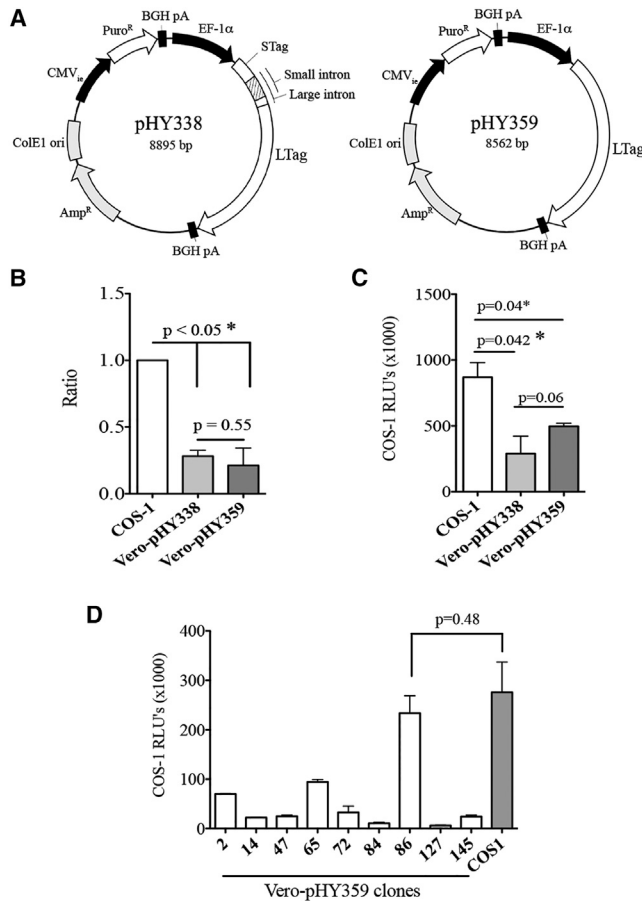 A
BGH pA
EF-1α
Puro^R
STag
Small intron
Large intron
CMV_ie
pHY338
8895 bp
ColE1 ori
LTag
Amp^R
BGH pA
BGH pA
EF-1α
Puro^R
CMV_ie
pHY359
8562 bp
ColE1 ori
LTag
Amp^R
BGH pA
B
1.5
p < 0.05 *
1.0
Ratio
0.5
p = 0.55
0.0
COS-1
Vero-pHY338
Vero-pHY359
C
1500
p=0.04*
p=0.042 *
1000
COS-1 RLU's (x1000)
p=0.06
500
0
COS-1
Vero-pHY338
Vero-pHY359
D
400
p=0.48
300
COS-1 RLU's (x1000)
200
100
0
2 14 47 65 72 84 86 127 145 COS1
Vero-pHY359 clones